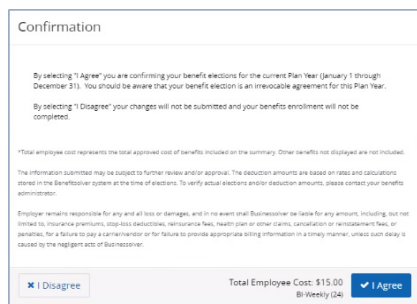 Confirmation
By selecting "I Agree" you are confirming your benefit elections for the current Plan Year (January 1 through
December 31). You should be aware that your benefit election is an irrevocable agreement for this Plan Year.
By selecting "I Disagree" your changes will not be submitted and your benefits enrollment will not be
completed.
*Total employee cost represents the total approved cost of benefits included on the summary. Other benefits not displayed are not included.
The information submitted may be subject to further review and/or approval. The deduction amounts are based on rates and calculations
stored in the Benefitsolver system at the time of elections. To verify actual elections and/or deduction amounts, please contact your benefits
administrator.
Employer remains responsible for any and all loss or damages, and in no event shall Businessolver be liable for any amount, including, but not
limited to, insurance premiums, stop-loss deductibles, reinsurance fees, health plan or other claims, cancellation or reinstatement fees, or
penalties, for a failure to pay a carrier/vendor or for failure to provide appropriate billing information in a timely manner, unless such delay is
caused by the negligent acts of Businessolver.
✖ I Disagree
Total Employee Cost: $15.00
Bi-Weekly (24)
✔ I Agree